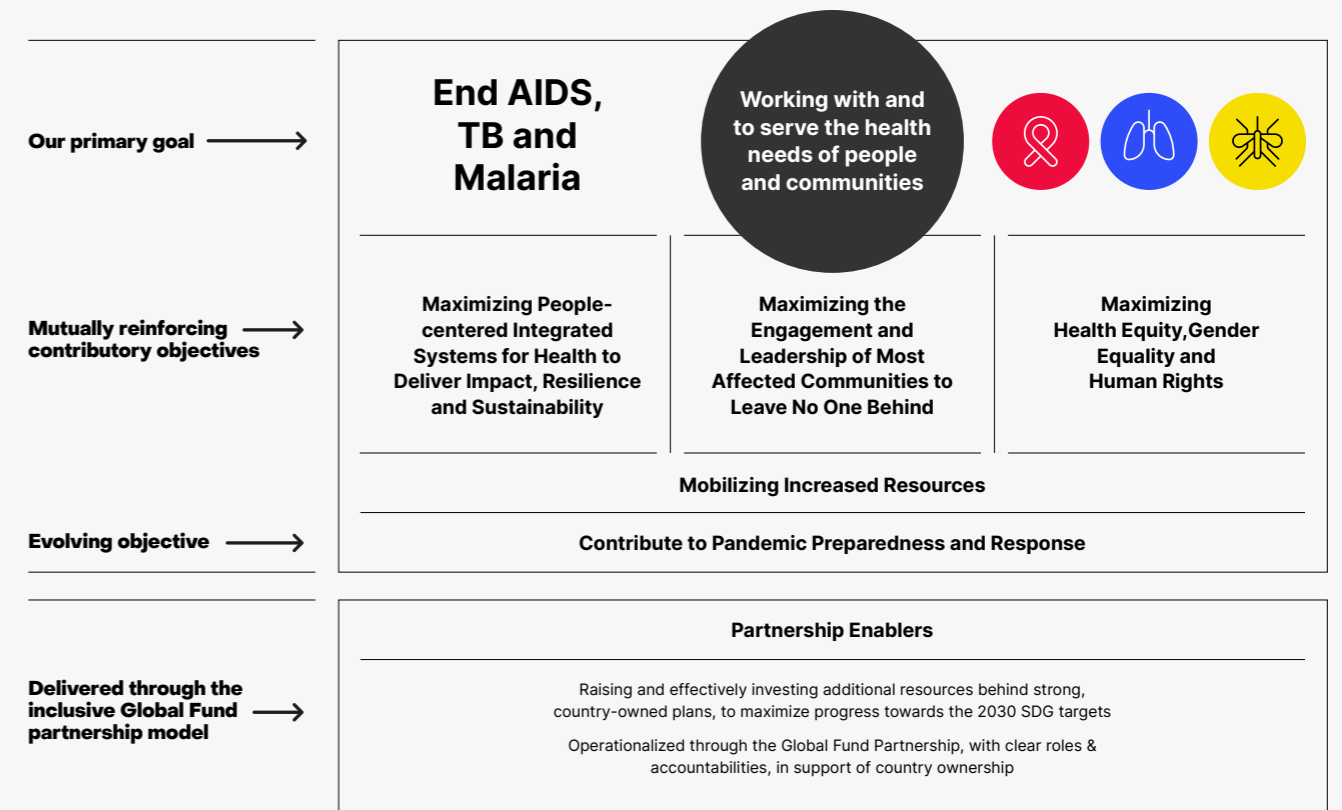 Our primary goal
End AIDS,
TB and
Malaria
Working with and
to serve the health
needs of people
and communities
Mutually reinforcing
contributory objectives
Maximizing People-
centered Integrated
Systems for Health to
Deliver Impact, Resilience
and Sustainability
Maximizing the
Engagement and
Leadership of Most
Affected Communities to
Leave No One Behind
Maximizing
Health Equity,Gender
Equality and
Human Rights
Mobilizing Increased Resources
Evolving objective
Contribute to Pandemic Preparedness and Response
Delivered through the
inclusive Global Fund
partnership model
Partnership Enablers
Raising and effectively investing additional resources behind strong,
country-owned plans, to maximize progress towards the 2030 SDG targets
Operationalized through the Global Fund Partnership, with clear roles &
accountabilities, in support of country ownership